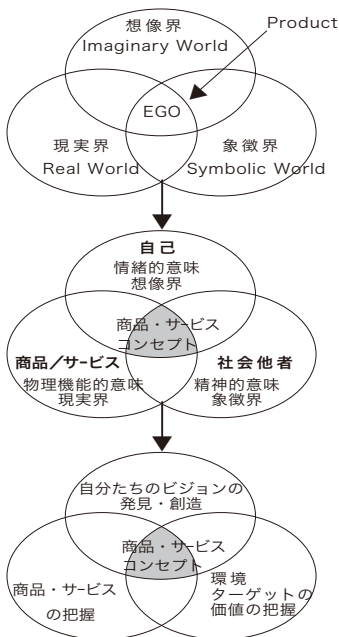 想像界
Imaginary World
Product
EGO
現実界
Real World
象徴界
Symbolic World
自己
情緒的意味
想像界
商品・サービス
コンセプト
商品／サービス
物理機能的意味
現実界
社会他者
精神的意味
象徴界
自分たちのビジョンの
発見・創造
商品・サービス
コンセプト
商品・サービス
の把握
環境
ターゲットの
価値の把握